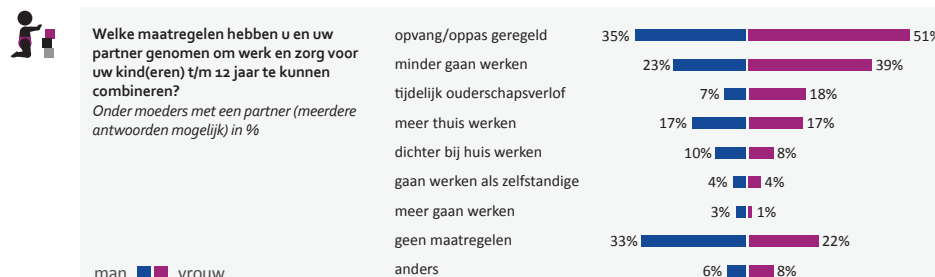 Welke maatregelen hebben u en uw
partner genomen om werk en zorg voor
uw kind(eren) t/m 12 jaar te kunnen
combineren?
Onder moeders met een partner (meerdere
antwoorden mogelijk) in %
man vrouw
opvang/oppas geregeld 35% 51%
minder gaan werken 23% 39%
tijdelijk ouderschapsverlof 7% 18%
meer thuis werken 17% 17%
dichter bij huis werken 10% 8%
gaan werken als zelfstandige 4% 4%
meer gaan werken 3% 1%
geen maatregelen 33% 22%
anders 6% 8%